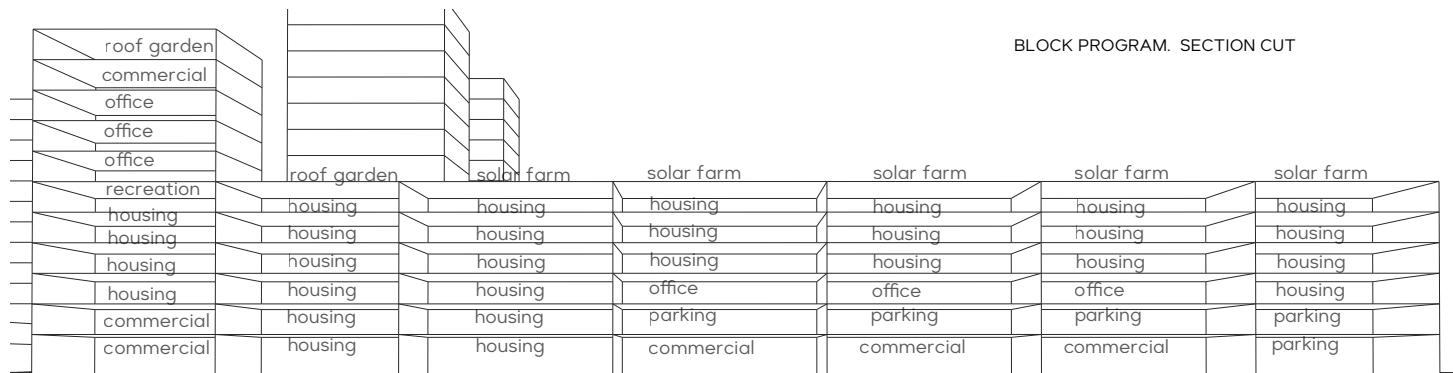 BLOCK PROGRAM. SECTION CUT
roof garden
commercial
office
office
office
recreation
housing
housing
housing
housing
commercial
commercial
roof garden
housing
housing
housing
housing
housing
housing
solar farm
housing
housing
housing
housing
housing
housing
solar farm
housing
housing
housing
office
parking
commercial
solar farm
housing
housing
housing
office
parking
commercial
solar farm
housing
housing
housing
office
parking
commercial
solar farm
housing
housing
housing
housing
parking
parking